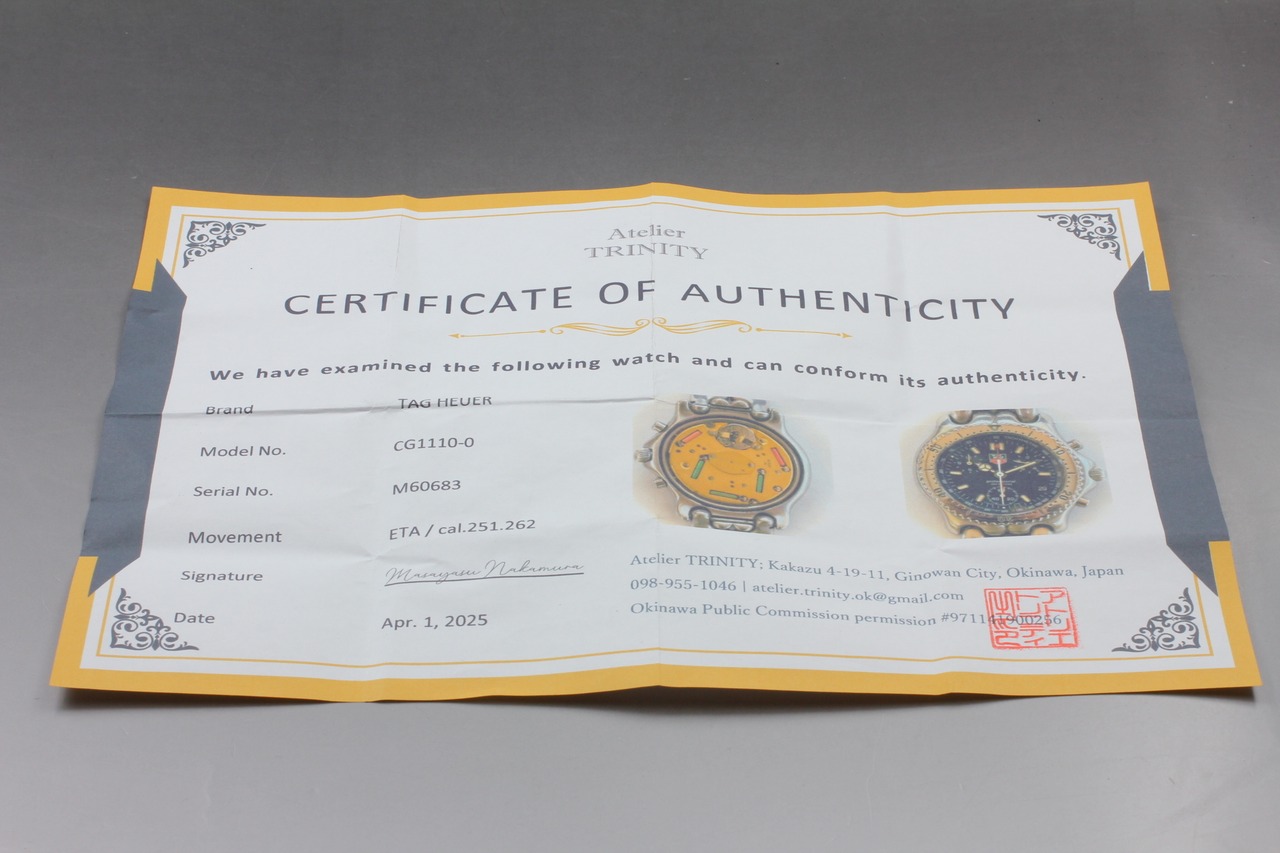 Atelier
TRINITY
CERTIFICATE OF AUTHENTICITY
We have examined the following watch and can conform its authenticity.
Brand TAG HEUER
Model No. CG1110-0
Serial No. M60683
Movement ETA / cal.251.262
Signature Masayasu Nakamura
Date Apr. 1, 2025
Atelier TRINITY; Kakazu 4-19-11, Ginowan City, Okinawa, Japan
098-955-1046 | atelier.trinity.ok@gmail.com
Okinawa Public Commission permission #971141900256